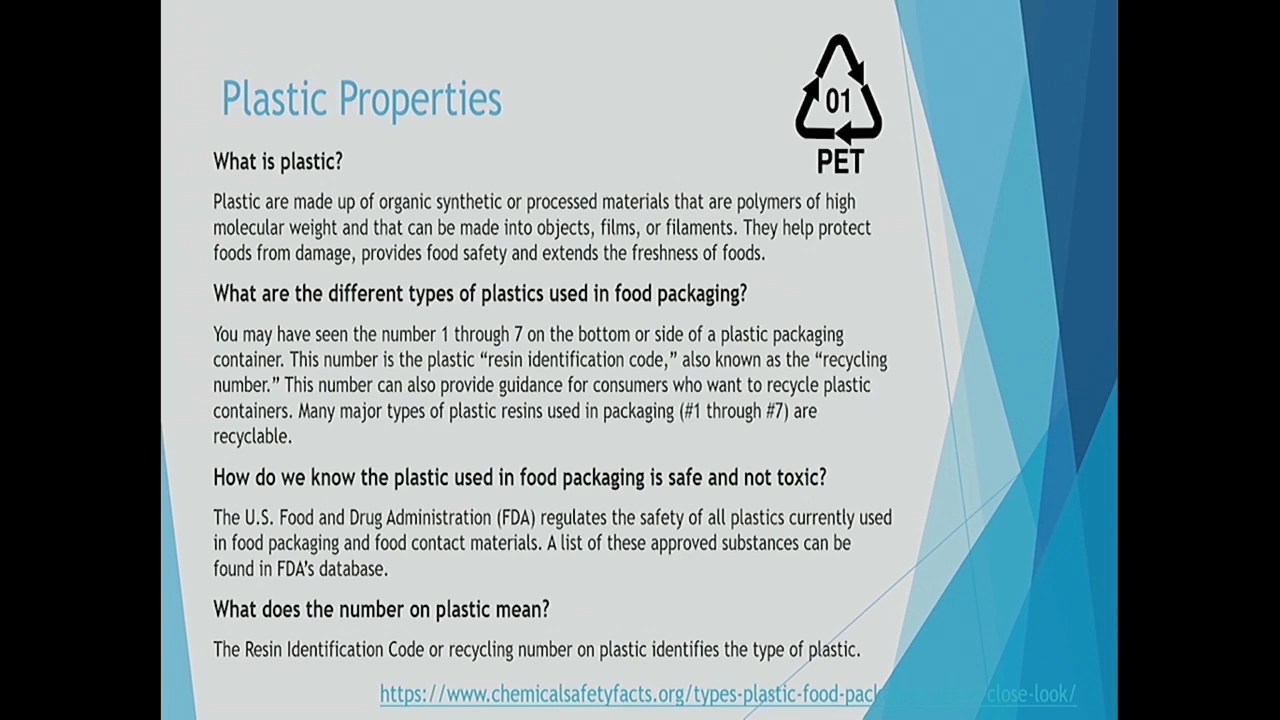 Plastic Properties
01
PET
What is plastic?
Plastic are made up of organic synthetic or processed materials that are polymers of high
molecular weight and that can be made into objects, films, or filaments. They help protect
foods from damage, provides food safety and extends the freshness of foods.
What are the different types of plastics used in food packaging?
You may have seen the number 1 through 7 on the bottom or side of a plastic packaging
container. This number is the plastic “resin identification code,” also known as the “recycling
number.” This number can also provide guidance for consumers who want to recycle plastic
containers. Many major types of plastic resins used in packaging (#1 through #7) are
recyclable.
How do we know the plastic used in food packaging is safe and not toxic?
The U.S. Food and Drug Administration (FDA) regulates the safety of all plastics currently used
in food packaging and food contact materials. A list of these approved substances can be
found in FDA’s database.
What does the number on plastic mean?
The Resin Identification Code or recycling number on plastic identifies the type of plastic.
https://www.chemicalsafetyfacts.org/types-plastic-food-pack close-look/